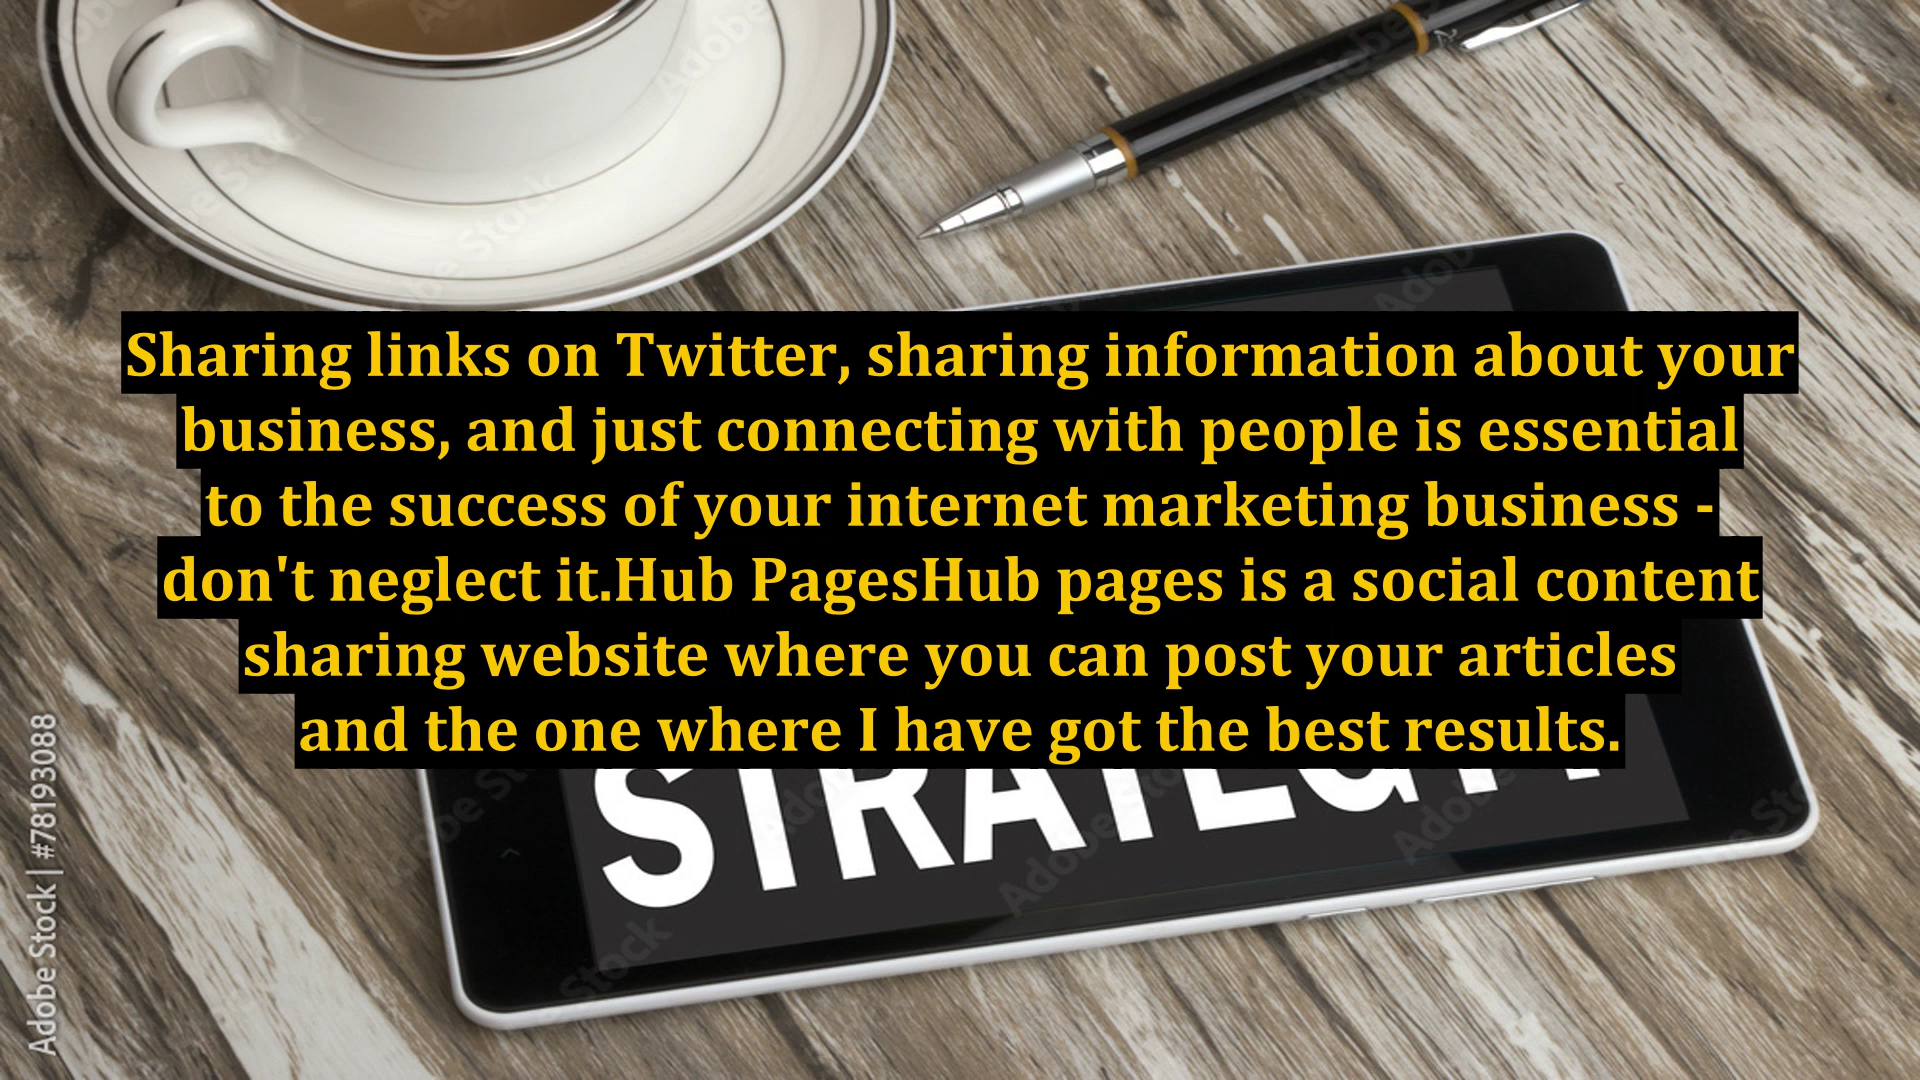 Sharing links on Twitter, sharing information about your
business, and just connecting with people is essential
to the success of your internet marketing business -
don't neglect it.Hub PagesHub pages is a social content
sharing website where you can post your articles
and the one where I have got the best results.
STRATEGY
Adobe Stock | #78193088